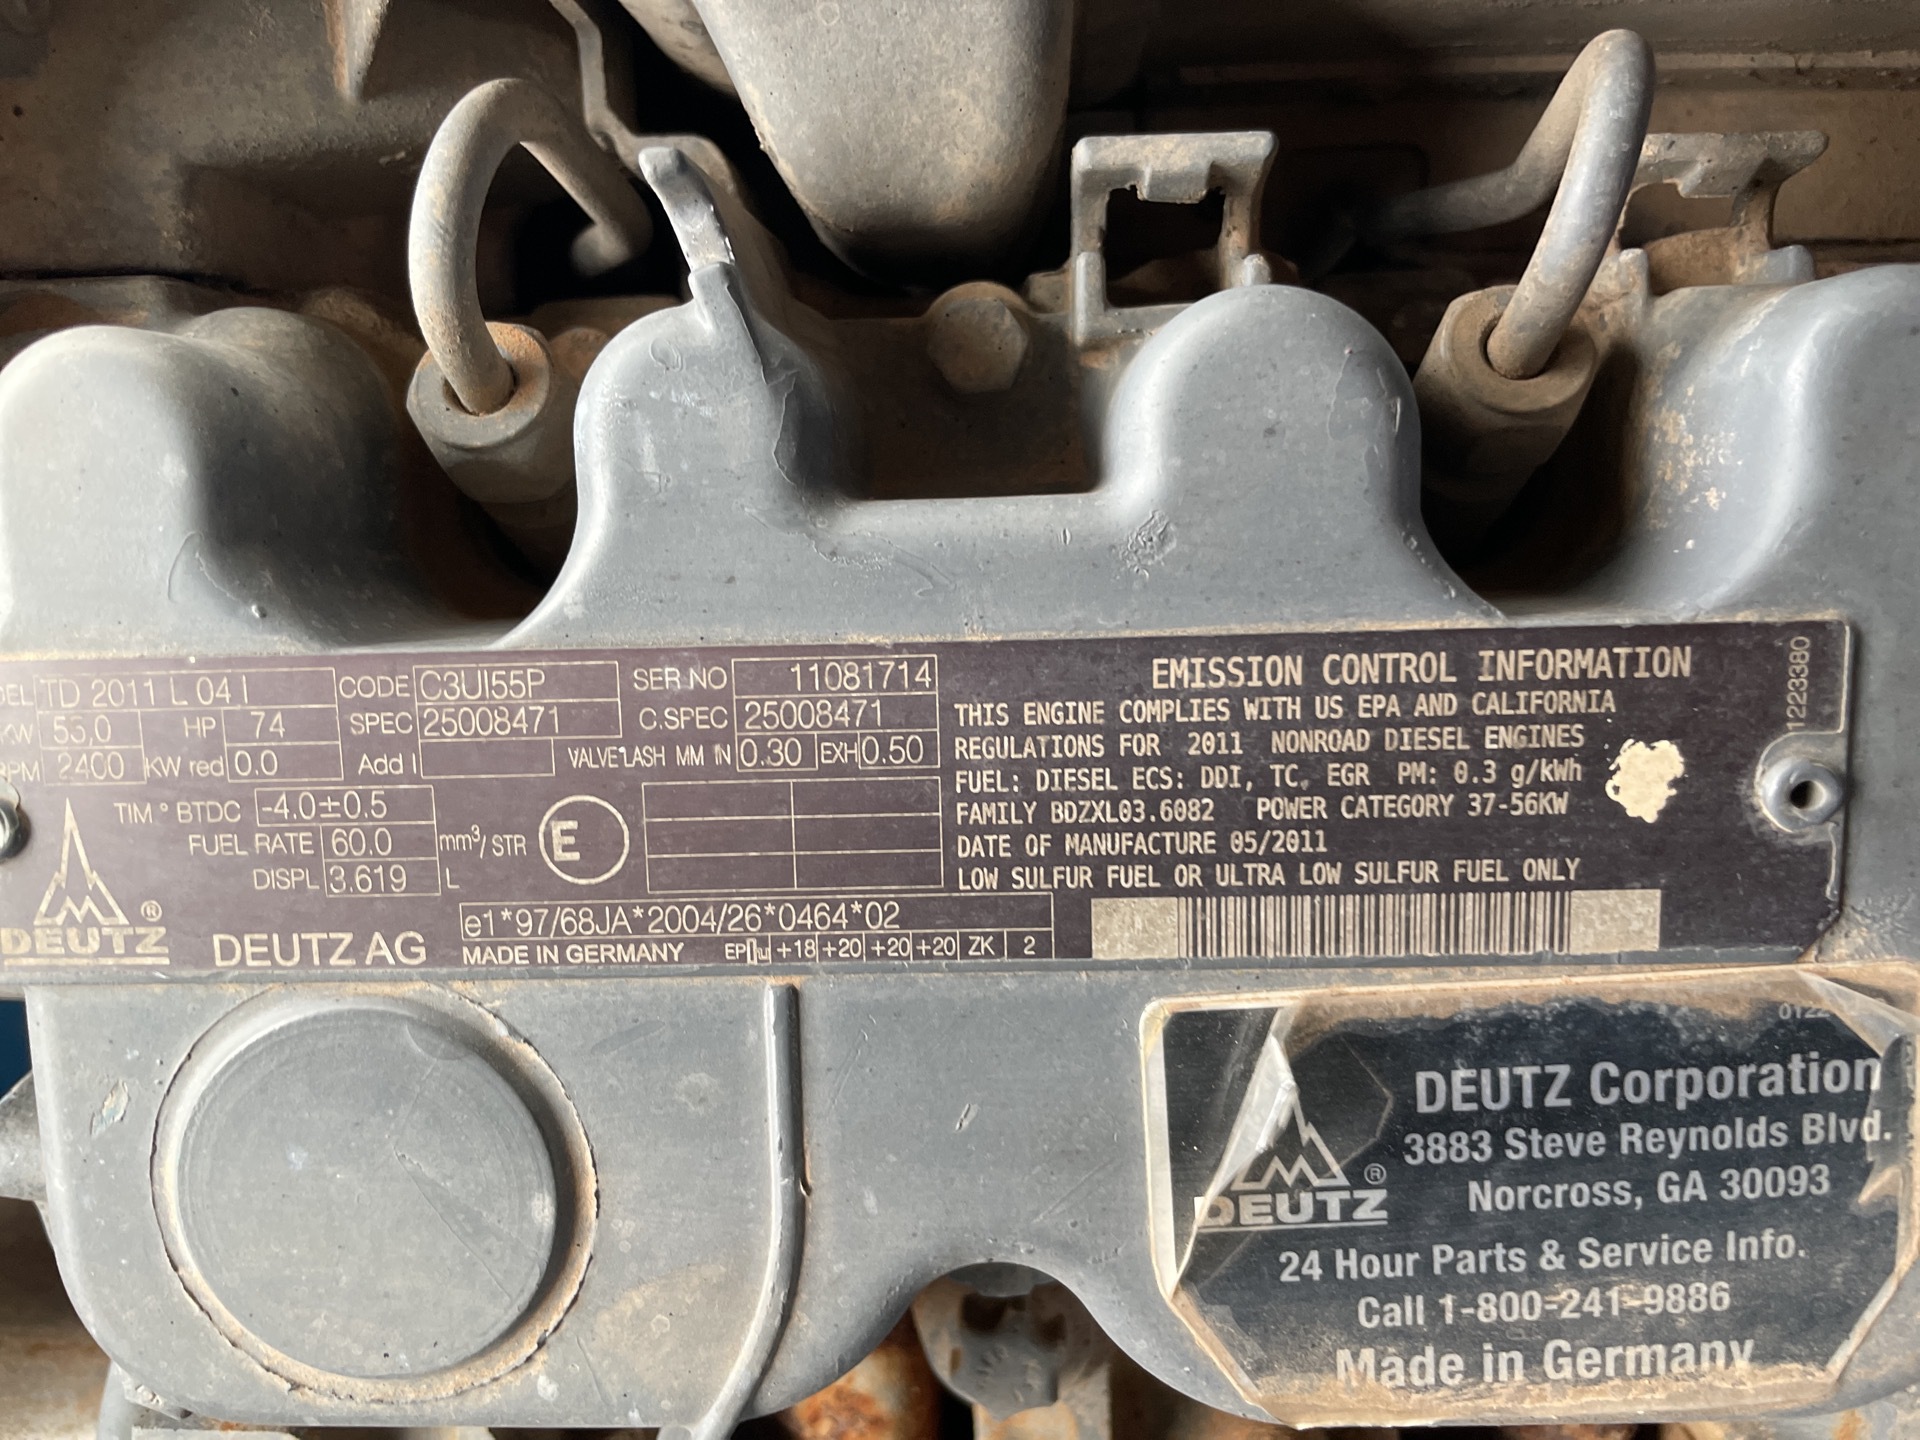 DEL TD 2011 L 04 I CODE C3UI55P SER NO 11081714
KW HP 74 SPEC 25008471 C.SPEC 25008471
RPM 2400 KW red 0.0 Add I VALVE LASH MM IN 0.30 EXH 0.50
TIM ° BTDC -4.0±0.5
FUEL RATE 60.0 mm³/ STR E
DISPL 3.619 L
DEUTZ ®
DEUTZ AG
e1*97/68JA*2004/26*0464*02
MADE IN GERMANY EP +18 +20 +20 +20 ZK 2
EMISSION CONTROL INFORMATION
THIS ENGINE COMPLIES WITH US EPA AND CALIFORNIA
REGULATIONS FOR 2011 NONROAD DIESEL ENGINES
FUEL: DIESEL ECS: DDI, TC, EGR PM: 0.3 g/kWh
FAMILY BDZXL03.6082 POWER CATEGORY 37-56KW
DATE OF MANUFACTURE 05/2011
LOW SULFUR FUEL OR ULTRA LOW SULFUR FUEL ONLY
1223380
0122
DEUTZ ®
DEUTZ Corporation
3883 Steve Reynolds Blvd.
Norcross, GA 30093
24 Hour Parts & Service Info.
Call 1-800-241-9886
Made in Germany